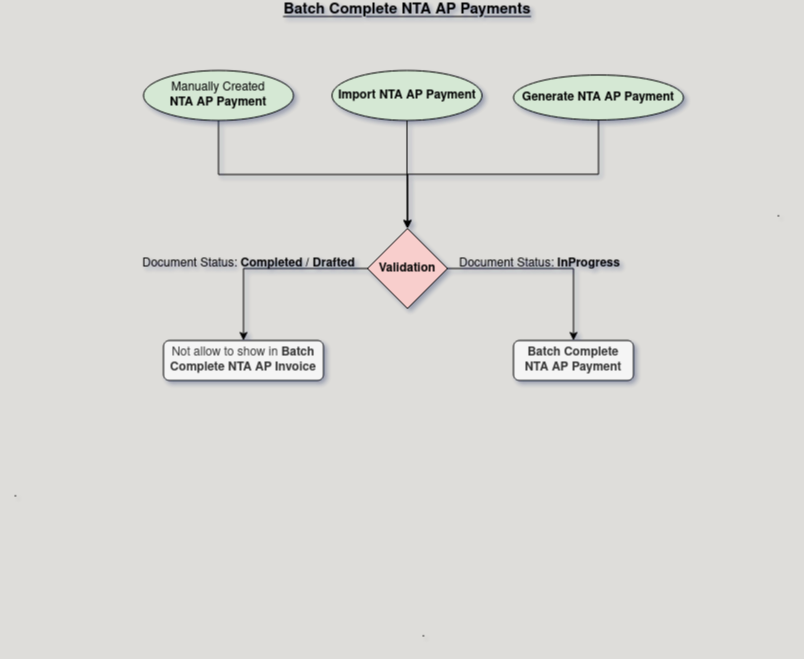 Batch Complete NTA AP Payments
Manually Created
NTA AP Payment
Import NTA AP Payment
Generate NTA AP Payment
Document Status: Completed / Drafted
Validation
Document Status: InProgress
Not allow to show in Batch
Complete NTA AP Invoice
Batch Complete
NTA AP Payment